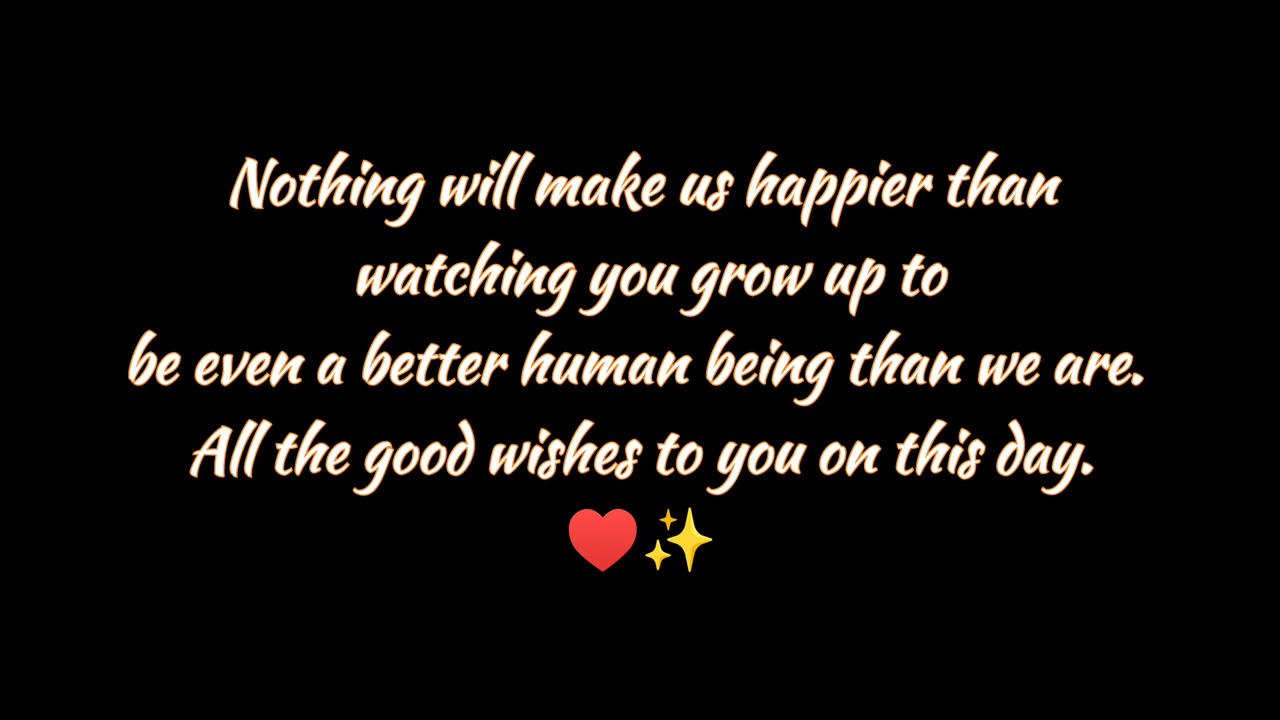 Nothing will make us happier than
watching you grow up to
be even a better human being than we are.
All the good wishes to you on this day.
♥️✨